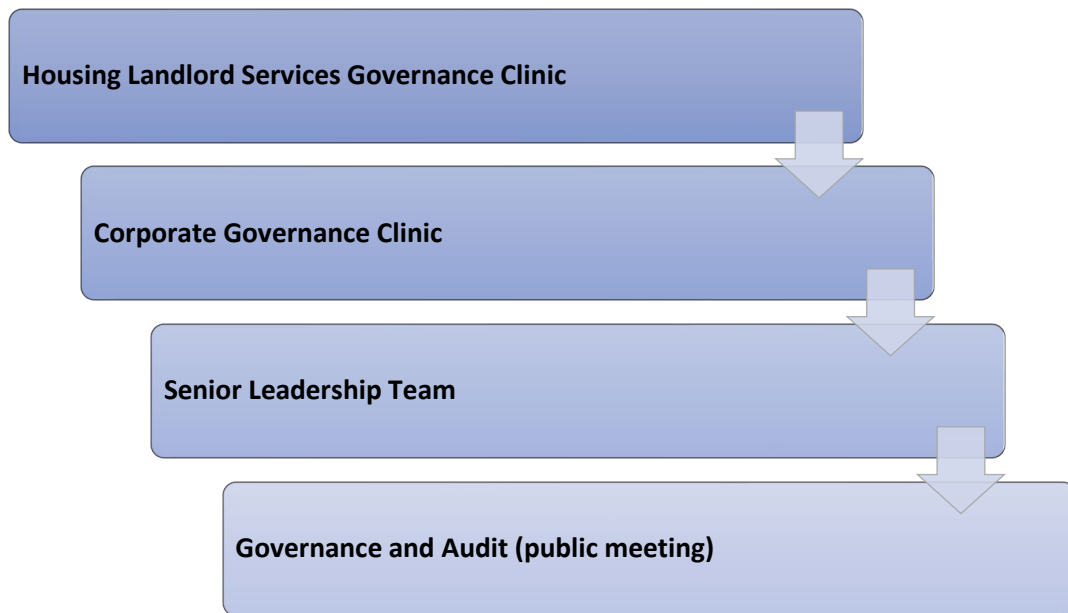 Housing Landlord Services Governance Clinic
Corporate Governance Clinic
Senior Leadership Team
Governance and Audit (public meeting)